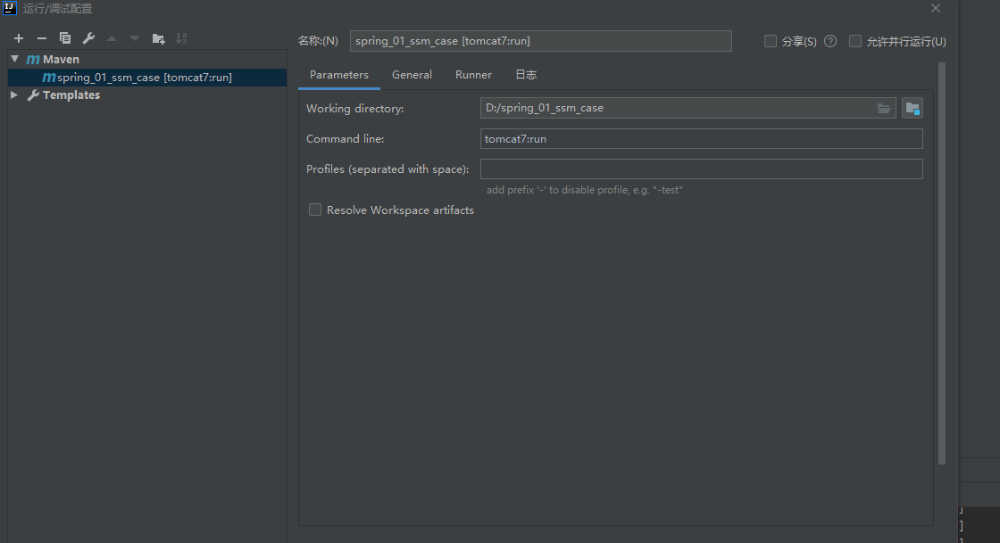 运行/调试配置
名称:(N) spring_01_ssm_case [tomcat7:run] 分享(S) ? 允许并行运行(U)
Maven
spring_01_ssm_case [tomcat7:run]
Templates
Parameters General Runner 日志
Working directory: D:/spring_01_ssm_case
Command line: tomcat7:run
Profiles (separated with space):
add prefix '-' to disable profile, e.g. "-test"
Resolve Workspace artifacts